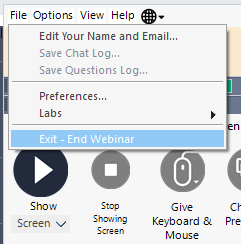 File Options View Help
Edit Your Name and Email...
Save Chat Log...
Save Questions Log...
Preferences...
Labs
Exit - End Webinar
Show
Screen
Stop
Showing
Screen
Give
Keyboard &
Mouse